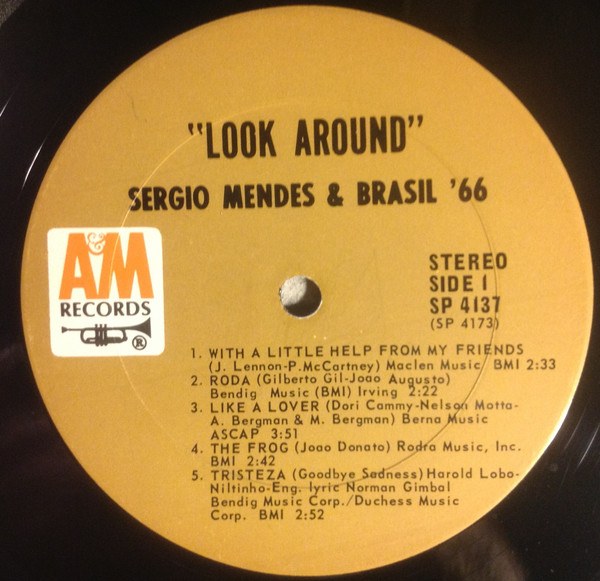 "LOOK AROUND"
SERGIO MENDES & BRASIL '66
A&M
RECORDS
®
STEREO
SIDE 1
SP 4137
(SP 4173)
1. WITH A LITTLE HELP FROM MY FRIENDS
(J. Lennon-P.McCartney) Maclen Music BMI 2:33
2. RODA (Gilberto Gil-Joao Augusto)
Bendig Music (BMI) Irving 2:22
3. LIKE A LOVER (Dori Cammy-Nelson Motta-
A. Bergman & M. Bergman) Berna Music
ASCAP 3:51
4. THE FROG (Joao Donato) Rodra Music, Inc.
BMI 2:42
5. TRISTEZA (Goodbye Sadness) Harold Lobo-
Niltinho-Eng. lyric Norman Gimbal
Bendig Music Corp./Duchess Music
Corp. BMI 2:52